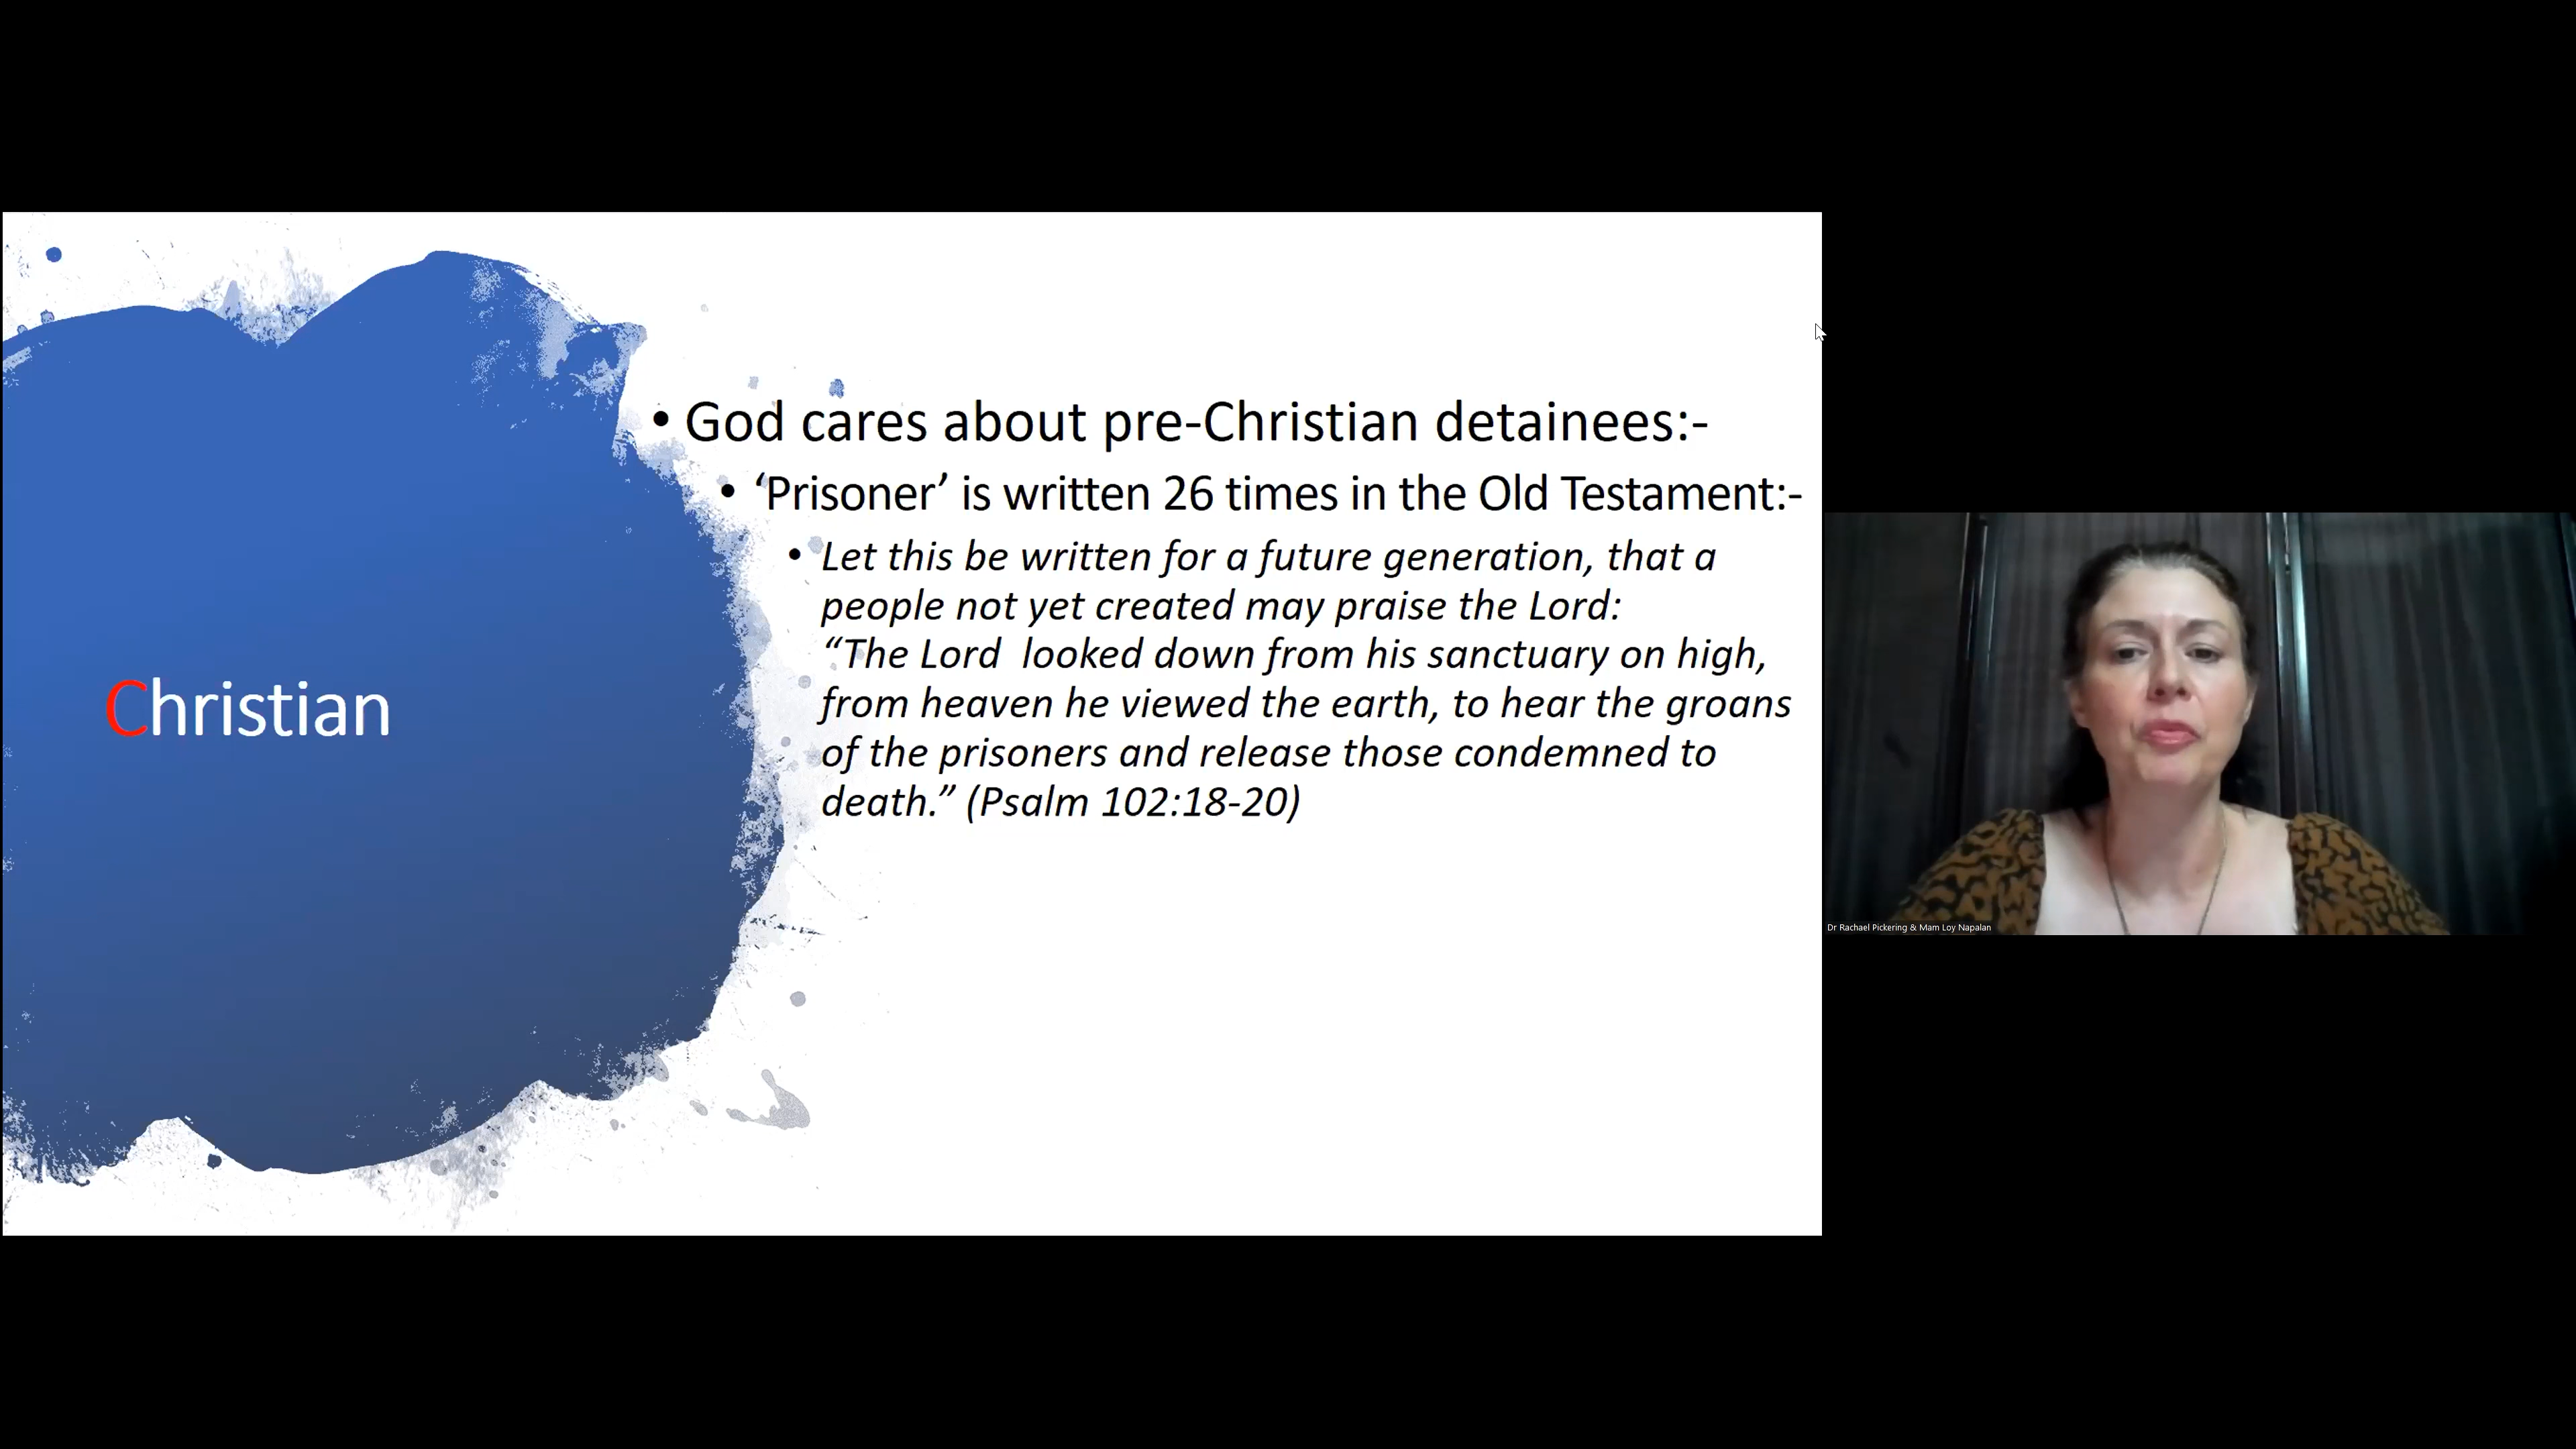 Christian
• God cares about pre-Christian detainees:-
• ‘Prisoner’ is written 26 times in the Old Testament:-
• Let this be written for a future generation, that a
people not yet created may praise the Lord:
“The Lord  looked down from his sanctuary on high,
from heaven he viewed the earth, to hear the groans
of the prisoners and release those condemned to
death.” (Psalm 102:18-20)
Dr Rachael Pickering & Mam Loy Napalan